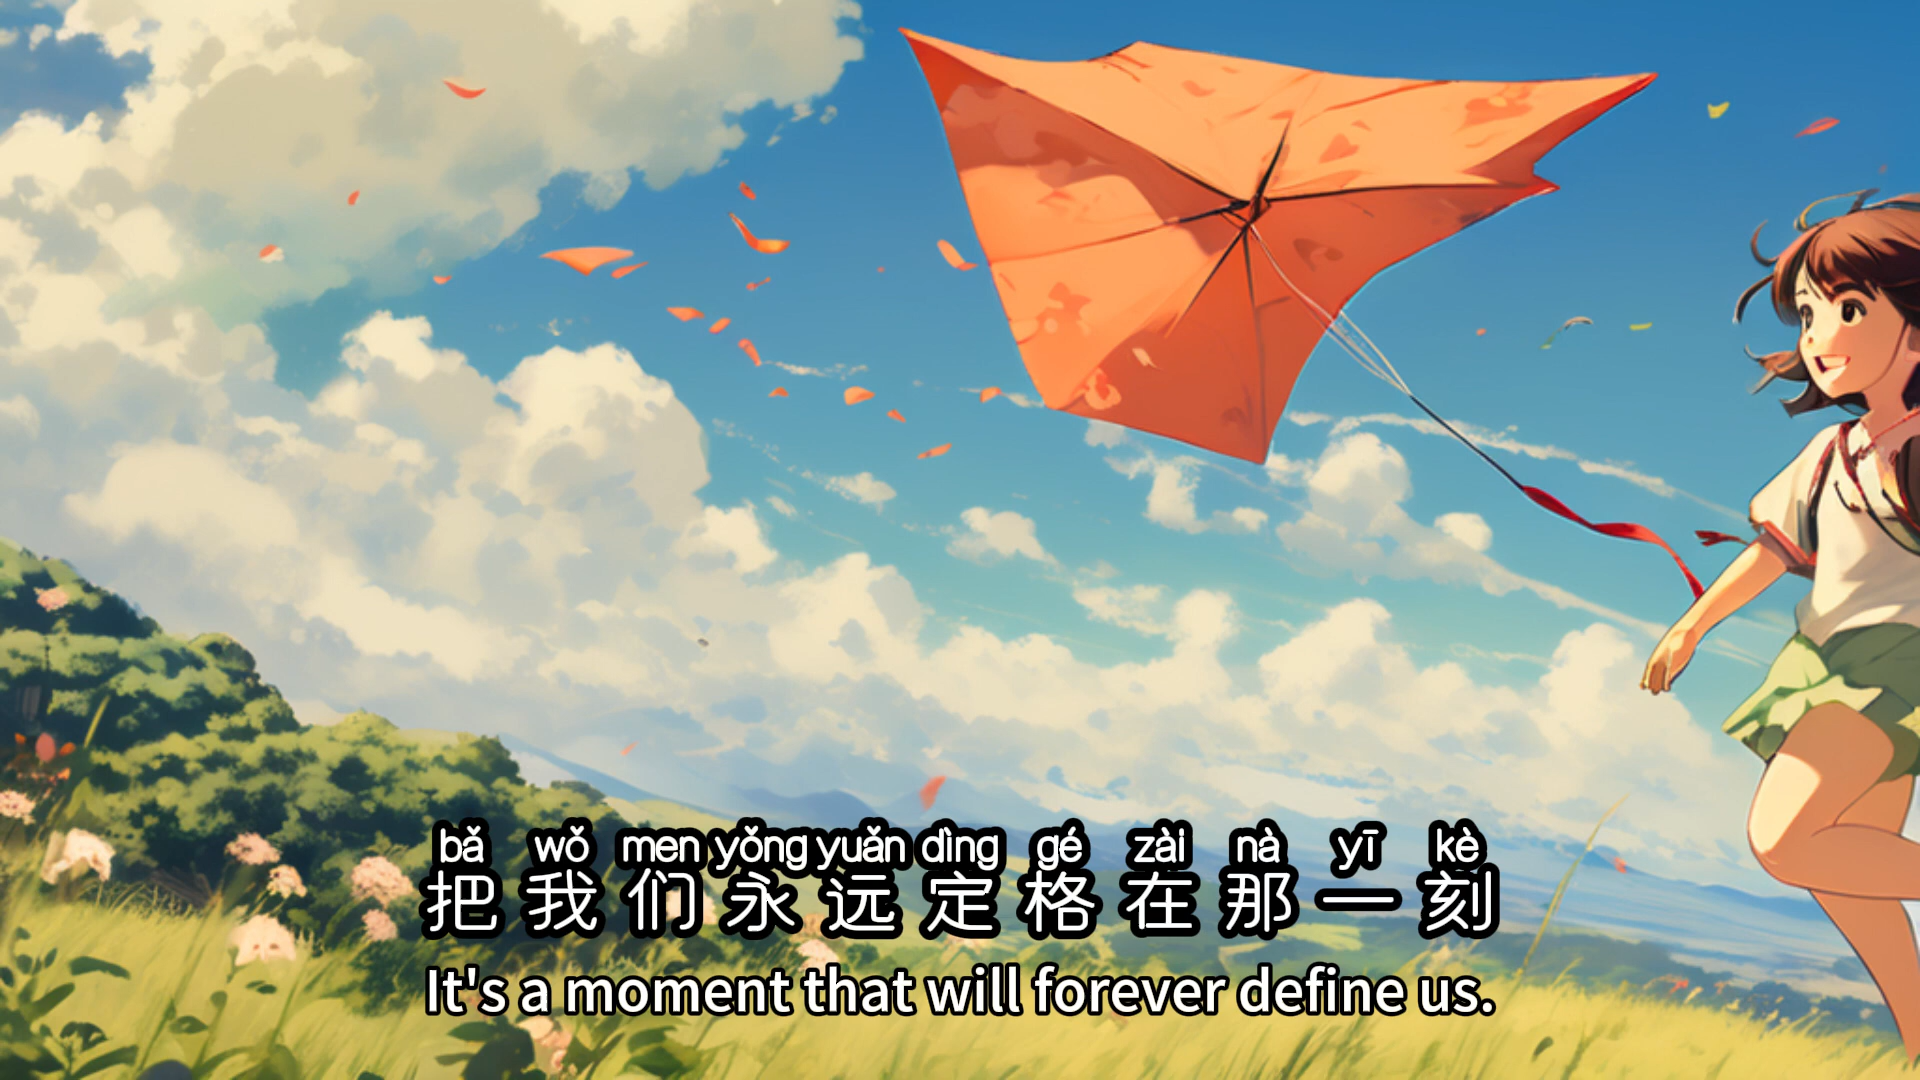 bǎ wǒ men yǒng yuǎn dìng gé zài nà yī kè
把我们永远定格在那一刻
It's a moment that will forever define us.